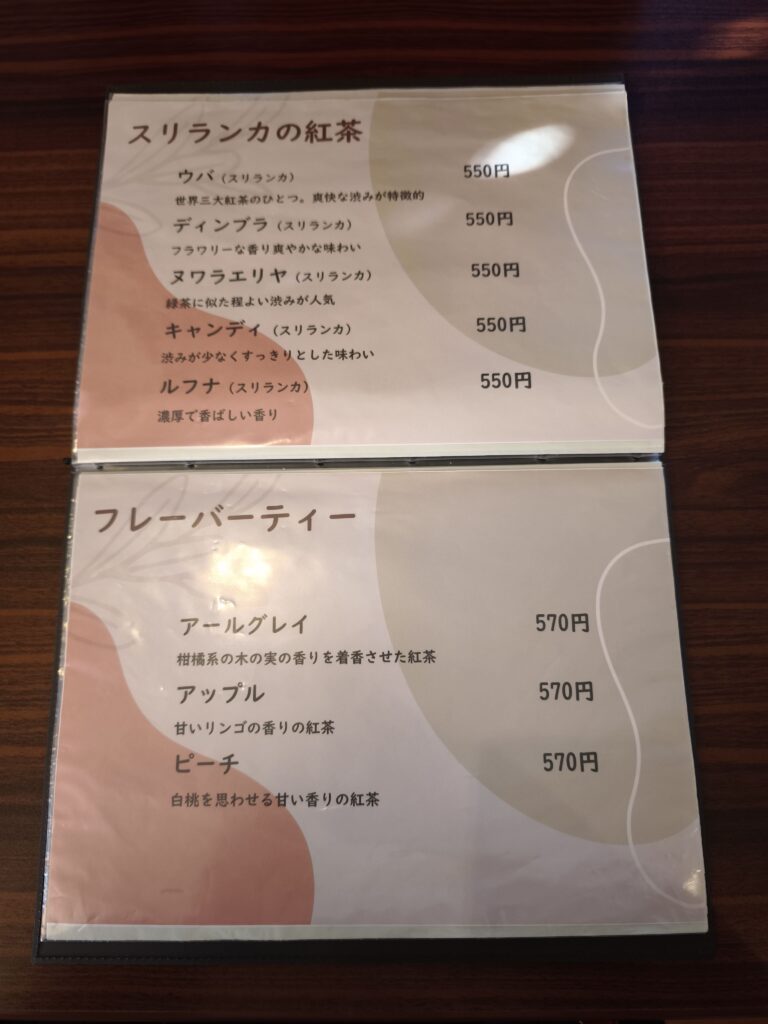 スリランカの紅茶
ウバ（スリランカ） 550円
世界三大紅茶のひとつ。爽快な渋みが特徴的
ディンブラ（スリランカ） 550円
フラワリーな香り爽やかな味わい
ヌワラエリヤ（スリランカ） 550円
緑茶に似た程よい渋みが人気
キャンディ（スリランカ） 550円
渋みが少なくすっきりとした味わい
ルフナ（スリランカ） 550円
濃厚で香ばしい香り
フレーバーティー
アールグレイ 570円
柑橘系の木の実の香りを着香させた紅茶
アップル 570円
甘いリンゴの香りの紅茶
ピーチ 570円
白桃を思わせる甘い香りの紅茶